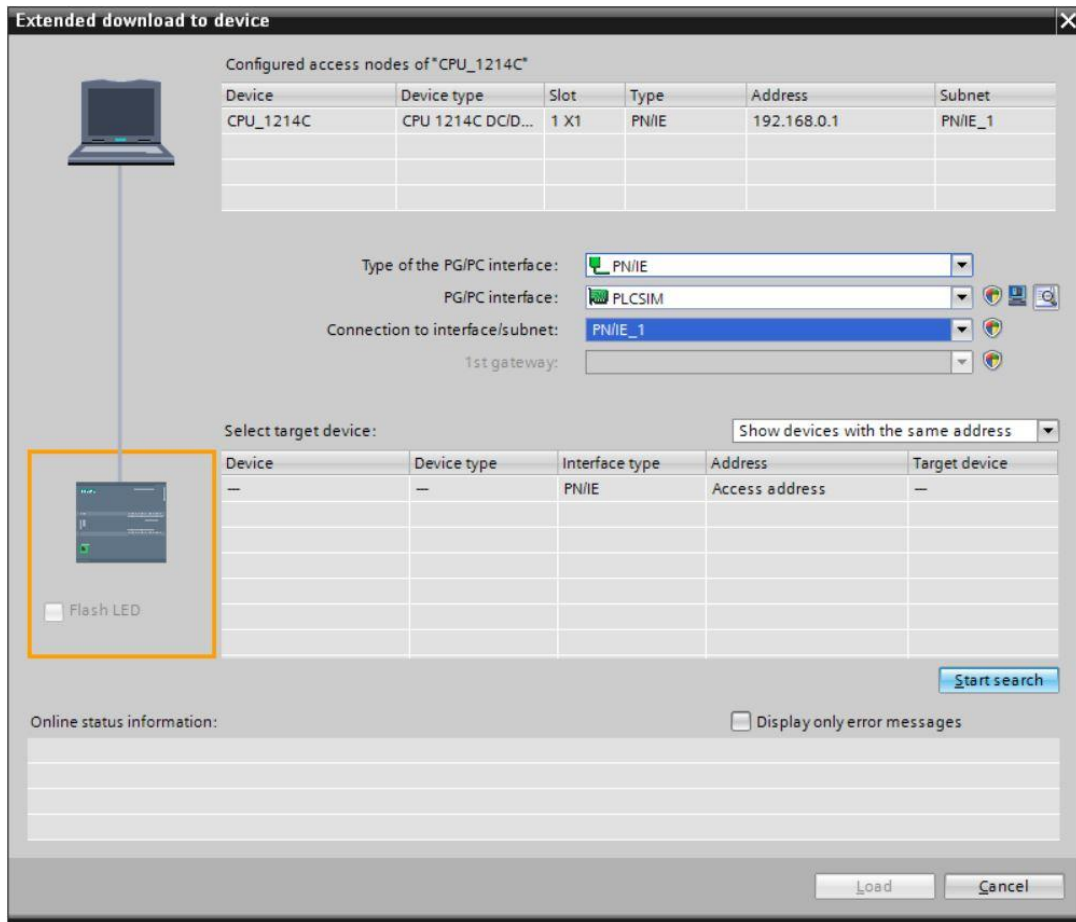 Extended download to device
Configured access nodes of "CPU_1214C"
Device Device type Slot Type Address Subnet
CPU_1214C CPU 1214C DC/D... 1 X1 PN/IE 192.168.0.1 PN/IE_1
Type of the PG/PC interface: PN/IE
PG/PC interface: PLCSIM
Connection to interface/subnet: PN/IE_1
1st gateway:
Select target device: Show devices with the same address
Device Device type Interface type Address Target device
— — PN/IE Access address —
Flash LED
Start search
Online status information: Display only error messages
Load Cancel